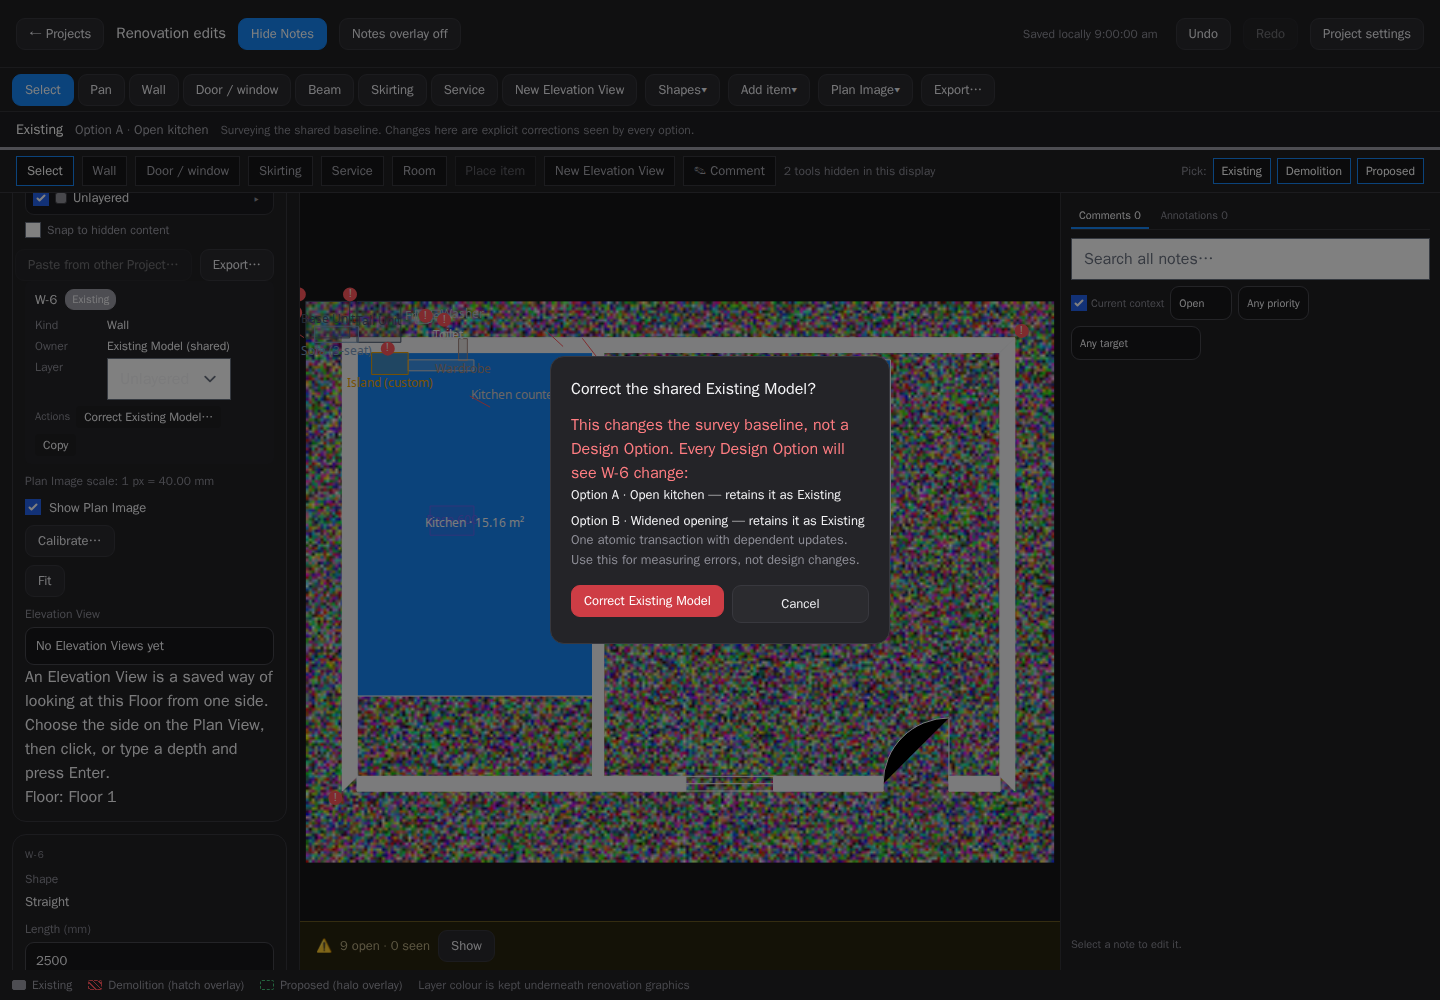 ← Projects
Renovation edits
Hide Notes
Notes overlay off
Saved locally 9:00:00 am
Undo
Redo
Project settings
Select
Pan
Wall
Door / window
Beam
Skirting
Service
New Elevation View
Shapes▾
Add item▾
Plan Image▾
Export⋯
Existing
Option A · Open kitchen
Surveying the shared baseline. Changes here are explicit corrections seen by every option.
Select
Wall
Door / window
Skirting
Service
Room
Place item
New Elevation View
✎ Comment
2 tools hidden in this display
Pick:
Existing
Demolition
Proposed
Unlayered
Snap to hidden content
Paste from other Project⋯
Export⋯
W-6
Existing
Kind
Wall
Owner
Existing Model (shared)
Layer
Unlayered
Actions
Correct Existing Model⋯
Copy
Plan Image scale: 1 px = 40.00 mm
Show Plan Image
Calibrate⋯
Fit
Elevation View
No Elevation Views yet
An Elevation View is a saved way of
looking at this Floor from one side.
Choose the side on the Plan View,
then click, or type a depth and
press Enter.
Floor: Floor 1
W-6
Shape
Straight
Length (mm)
2500
Toilet
Wardrobe
Island (custom)
Kitchen counte
Kitchen · 15.16 m²
Correct the shared Existing Model?
This changes the survey baseline, not a
Design Option. Every Design Option will
see W-6 change:
Option A · Open kitchen — retains it as Existing
Option B · Widened opening — retains it as Existing
One atomic transaction with dependent updates.
Use this for measuring errors, not design changes.
Correct Existing Model
Cancel
9 open · 0 seen
Show
Comments 0
Annotations 0
Search all notes⋯
Current context
Open
Any priority
Any target
Select a note to edit it.
Existing
Demolition (hatch overlay)
Proposed (halo overlay)
Layer colour is kept underneath renovation graphics